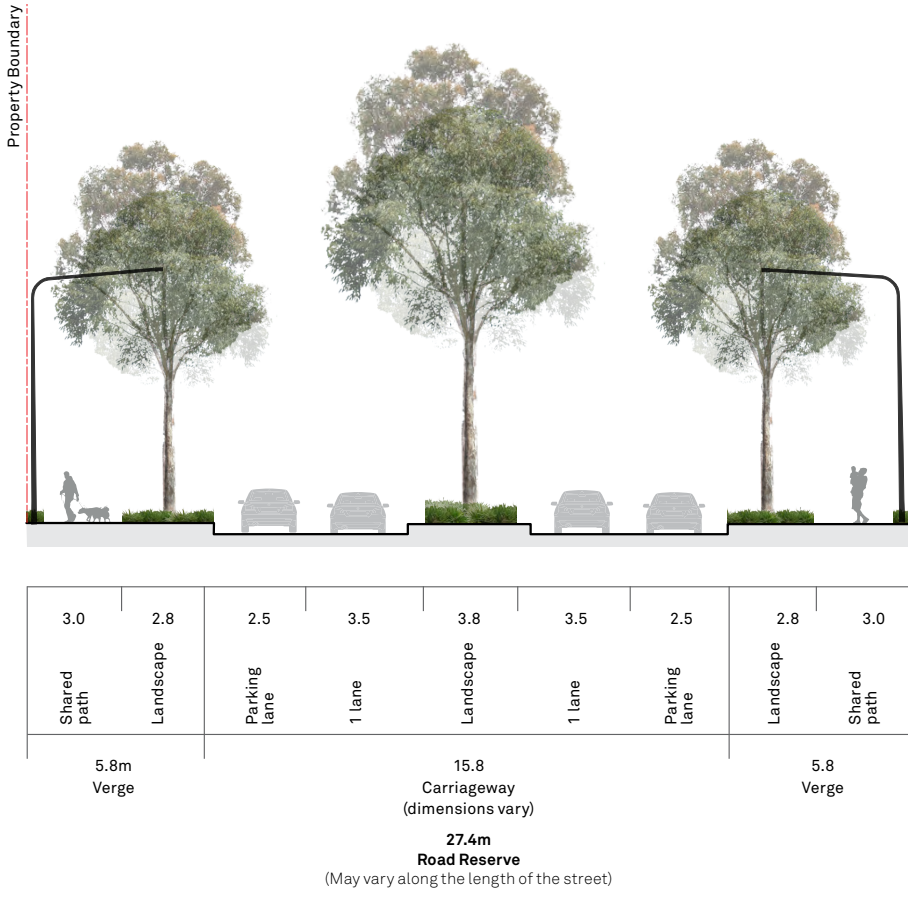 Property Boundary
3.0
2.8
2.5
3.5
3.8
3.5
2.5
2.8
3.0
Shared
path
Landscape
Parking
lane
1 lane
Landscape
1 lane
Parking
lane
Landscape
Shared
path
5.8m
Verge
15.8
Carriageway
(dimensions vary)
5.8
Verge
27.4m
Road Reserve
(May vary along the length of the street)